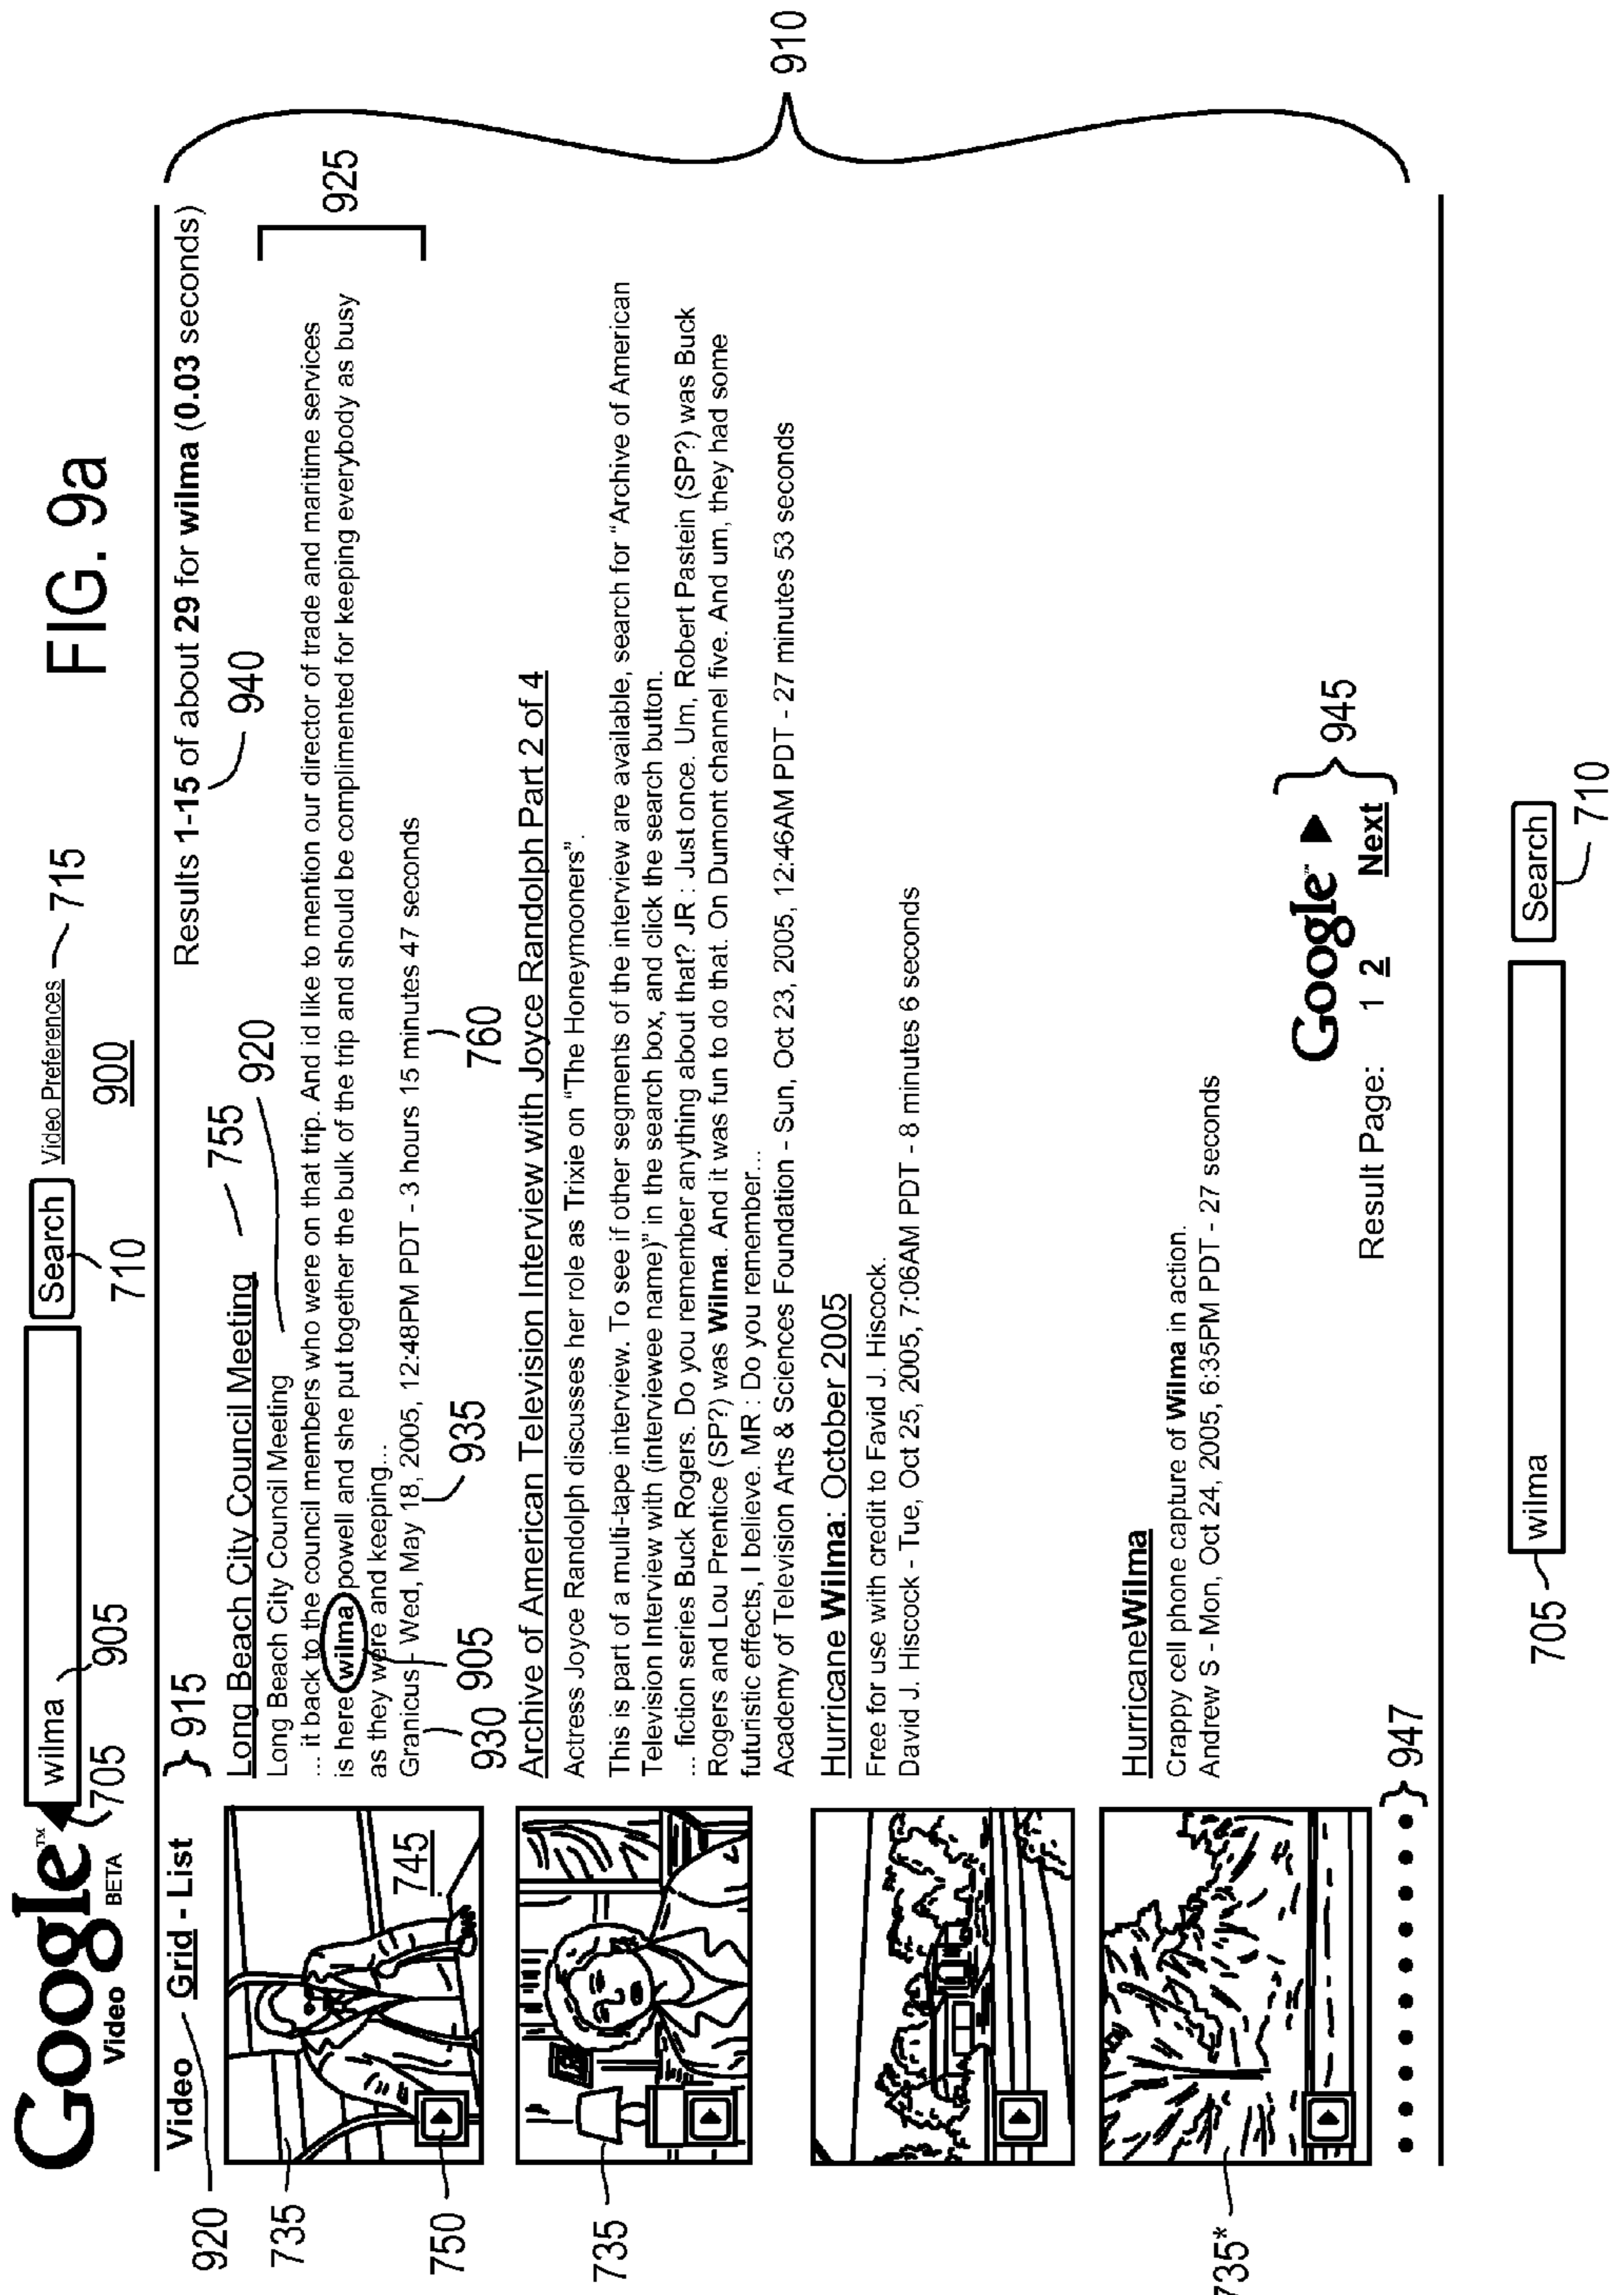 FIG. 9a
Google™
Video BETA
705
wilma
905
Search
710
Video Preferences
715
900
920
Video Grid - List
915
Results 1-15 of about 29 for wilma (0.03 seconds)
940
910
735
745
750
Long Beach City Council Meeting
755
Long Beach City Council Meeting
920
... it back to the council members who were on that trip. And id like to mention our director of trade and maritime services
is here wilma powell and she put together the bulk of the trip and should be complimented for keeping everybody as busy
as they were and keeping...
Granicus - Wed, May 18, 2005, 12:48PM PDT - 3 hours 15 minutes 47 seconds
925
930
905
935
760
735
Archive of American Television Interview with Joyce Randolph Part 2 of 4
Actress Joyce Randolph discusses her role as Trixie on "The Honeymooners".
This is part of a multi-tape interview. To see if other segments of the interview are available, search for "Archive of American
Television Interview with (interviewee name)" in the search box, and click the search button.
... fiction series Buck Rogers. Do you remember anything about that? JR : Just once. Um, Robert Pastein (SP?) was Buck
Rogers and Lou Prentice (SP?) was Wilma. And it was fun to do that. On Dumont channel five. And um, they had some
futuristic effects, I believe. MR : Do you remember...
Academy of Television Arts & Sciences Foundation - Sun, Oct 23, 2005, 12:46AM PDT - 27 minutes 53 seconds
Hurricane Wilma: October 2005
Free for use with credit to Favid J. Hiscock.
David J. Hiscock - Tue, Oct 25, 2005, 7:06AM PDT - 8 minutes 6 seconds
735*
HurricaneWilma
Crappy cell phone capture of Wilma in action.
Andrew S - Mon, Oct 24, 2005, 6:35PM PDT - 27 seconds
947
Google™
Result Page: 1 2 Next
945
705
wilma
Search
710